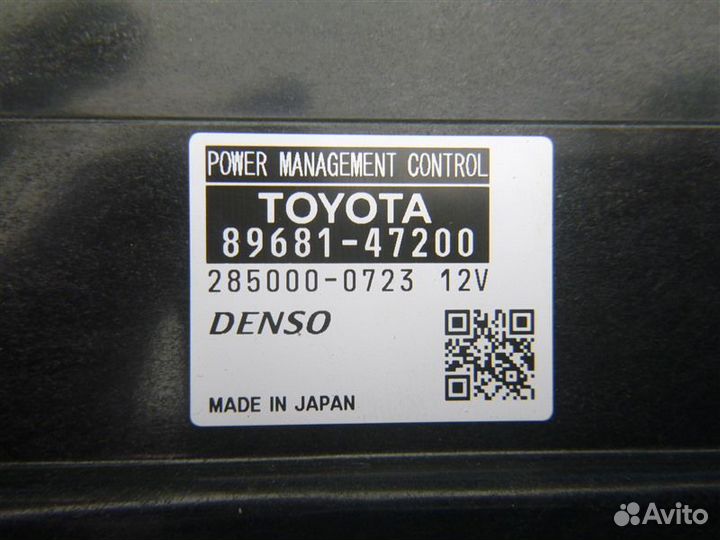 POWER MANAGEMENT CONTROL
TOYOTA
89681-47200
285000-0723 12V
DENSO
MADE IN JAPAN
Avito